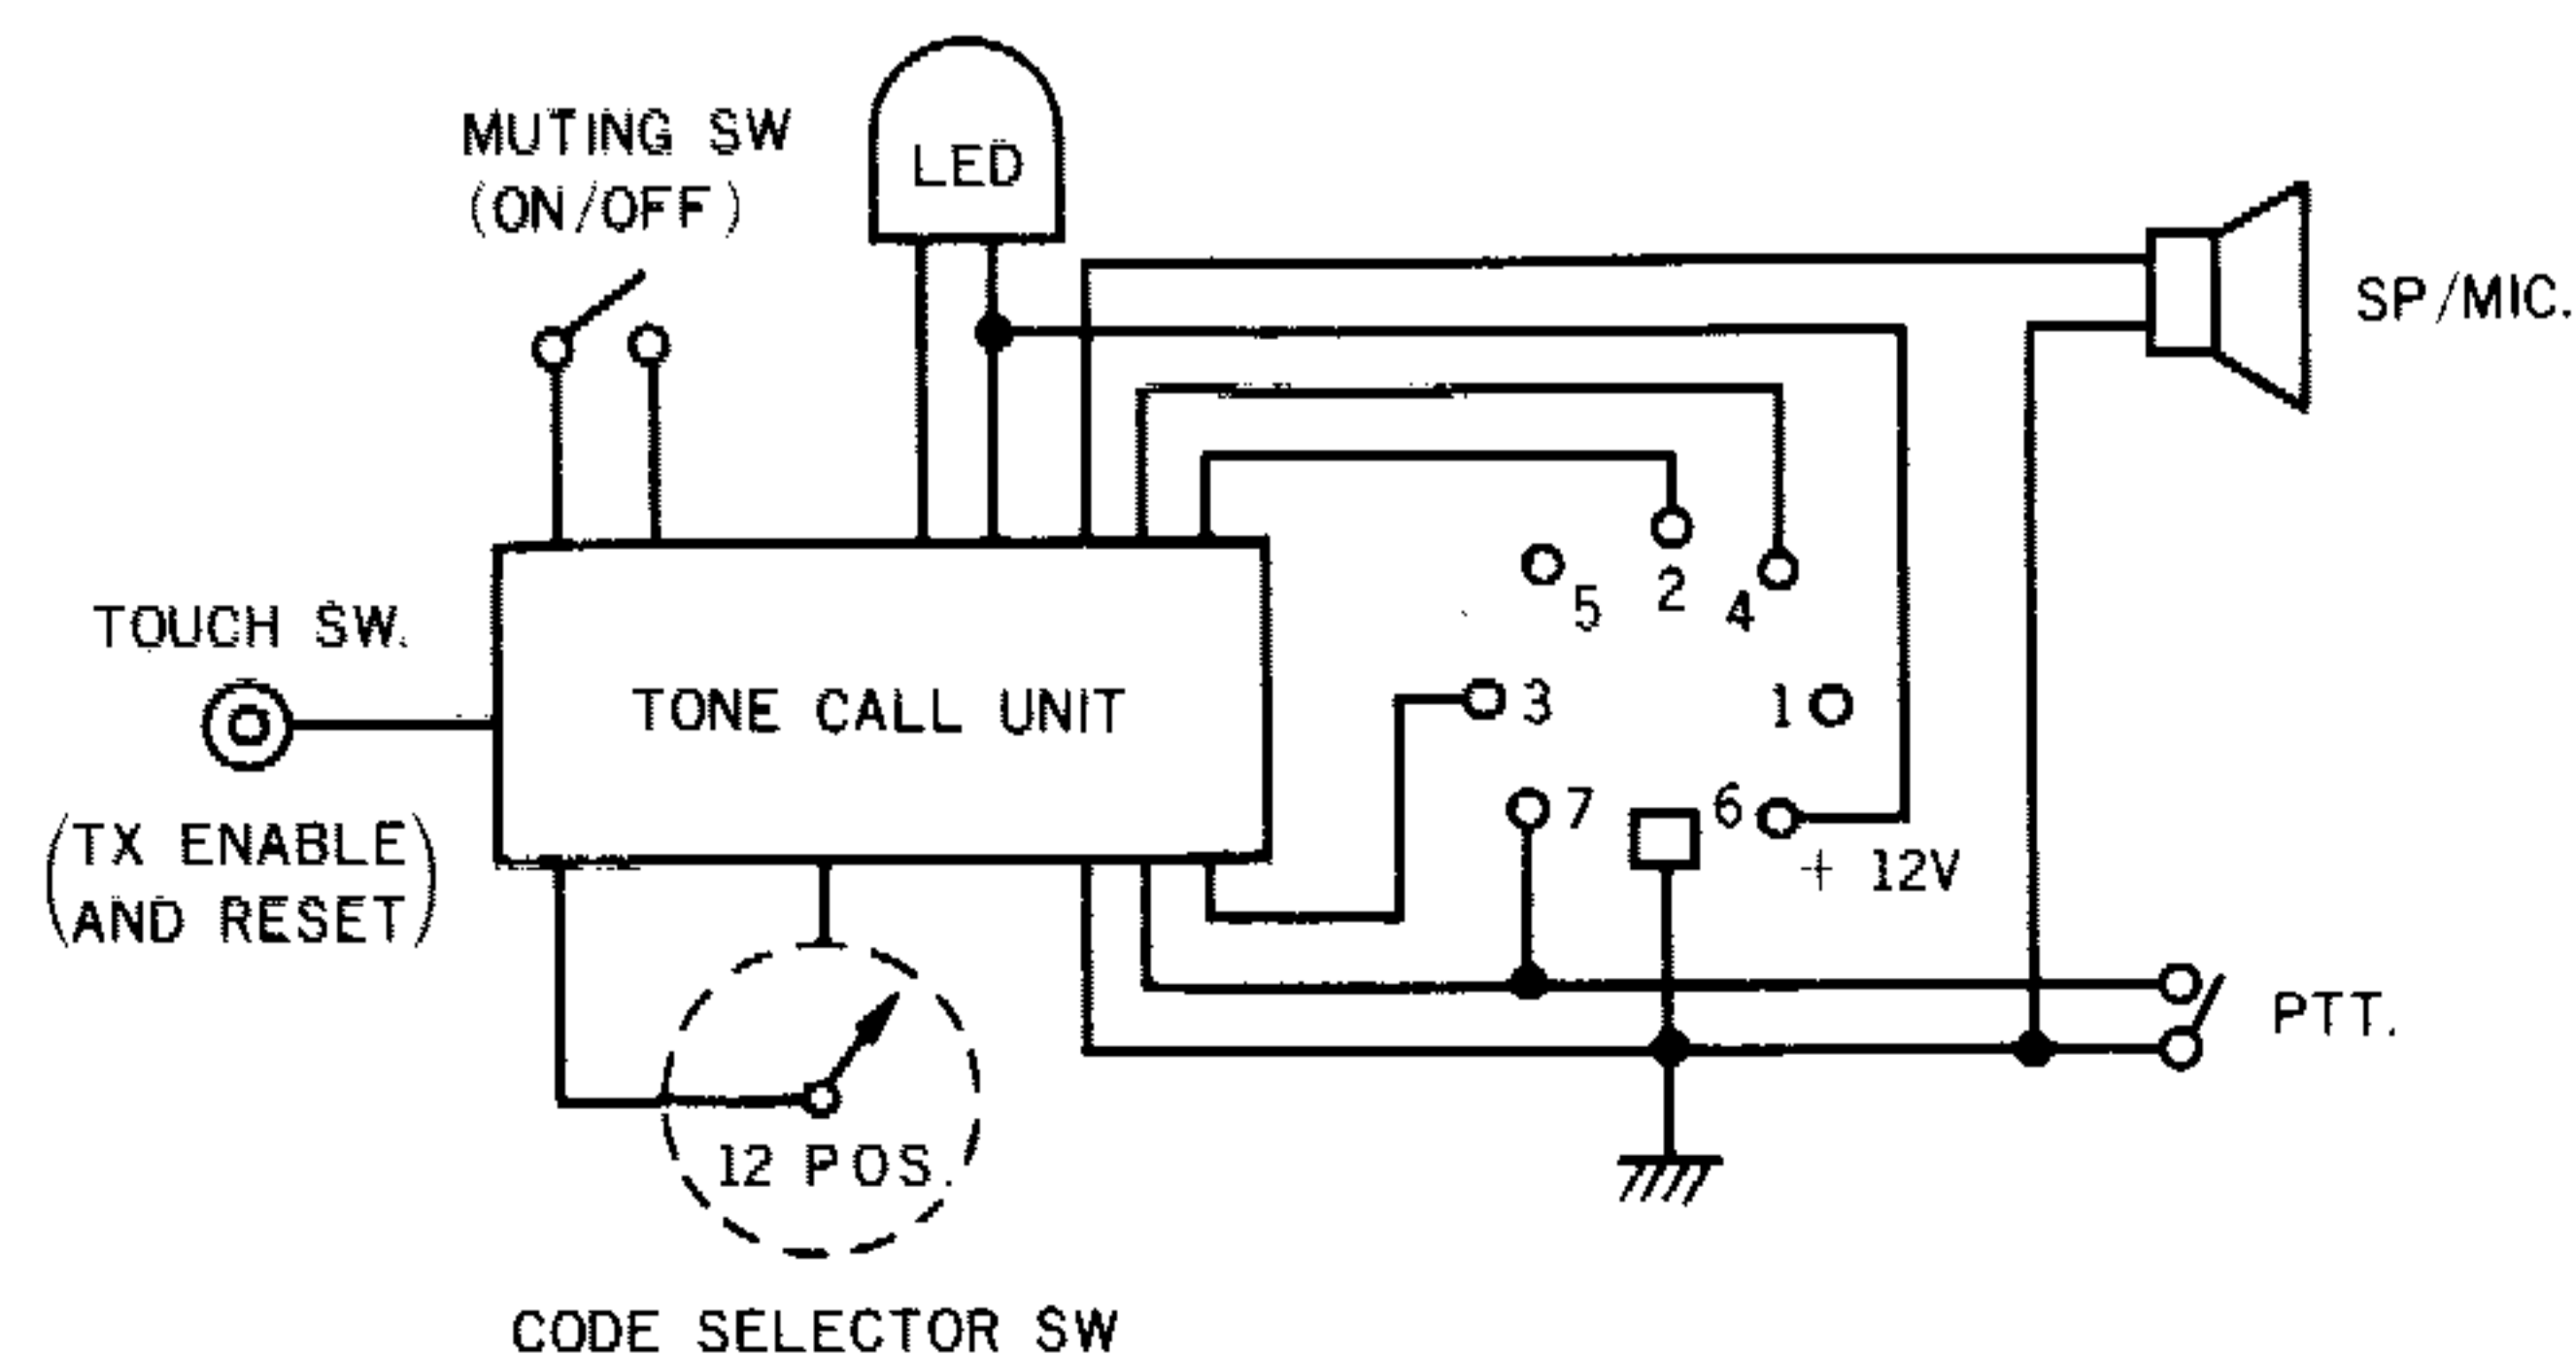 MUTING SW
(ON/OFF)
LED
SP/MIC.
TOUCH SW.
(TX ENABLE
AND RESET)
TONE CALL UNIT
5
2
4
3
1
7
6
+ 12V
PTT.
12 POS.
CODE SELECTOR SW